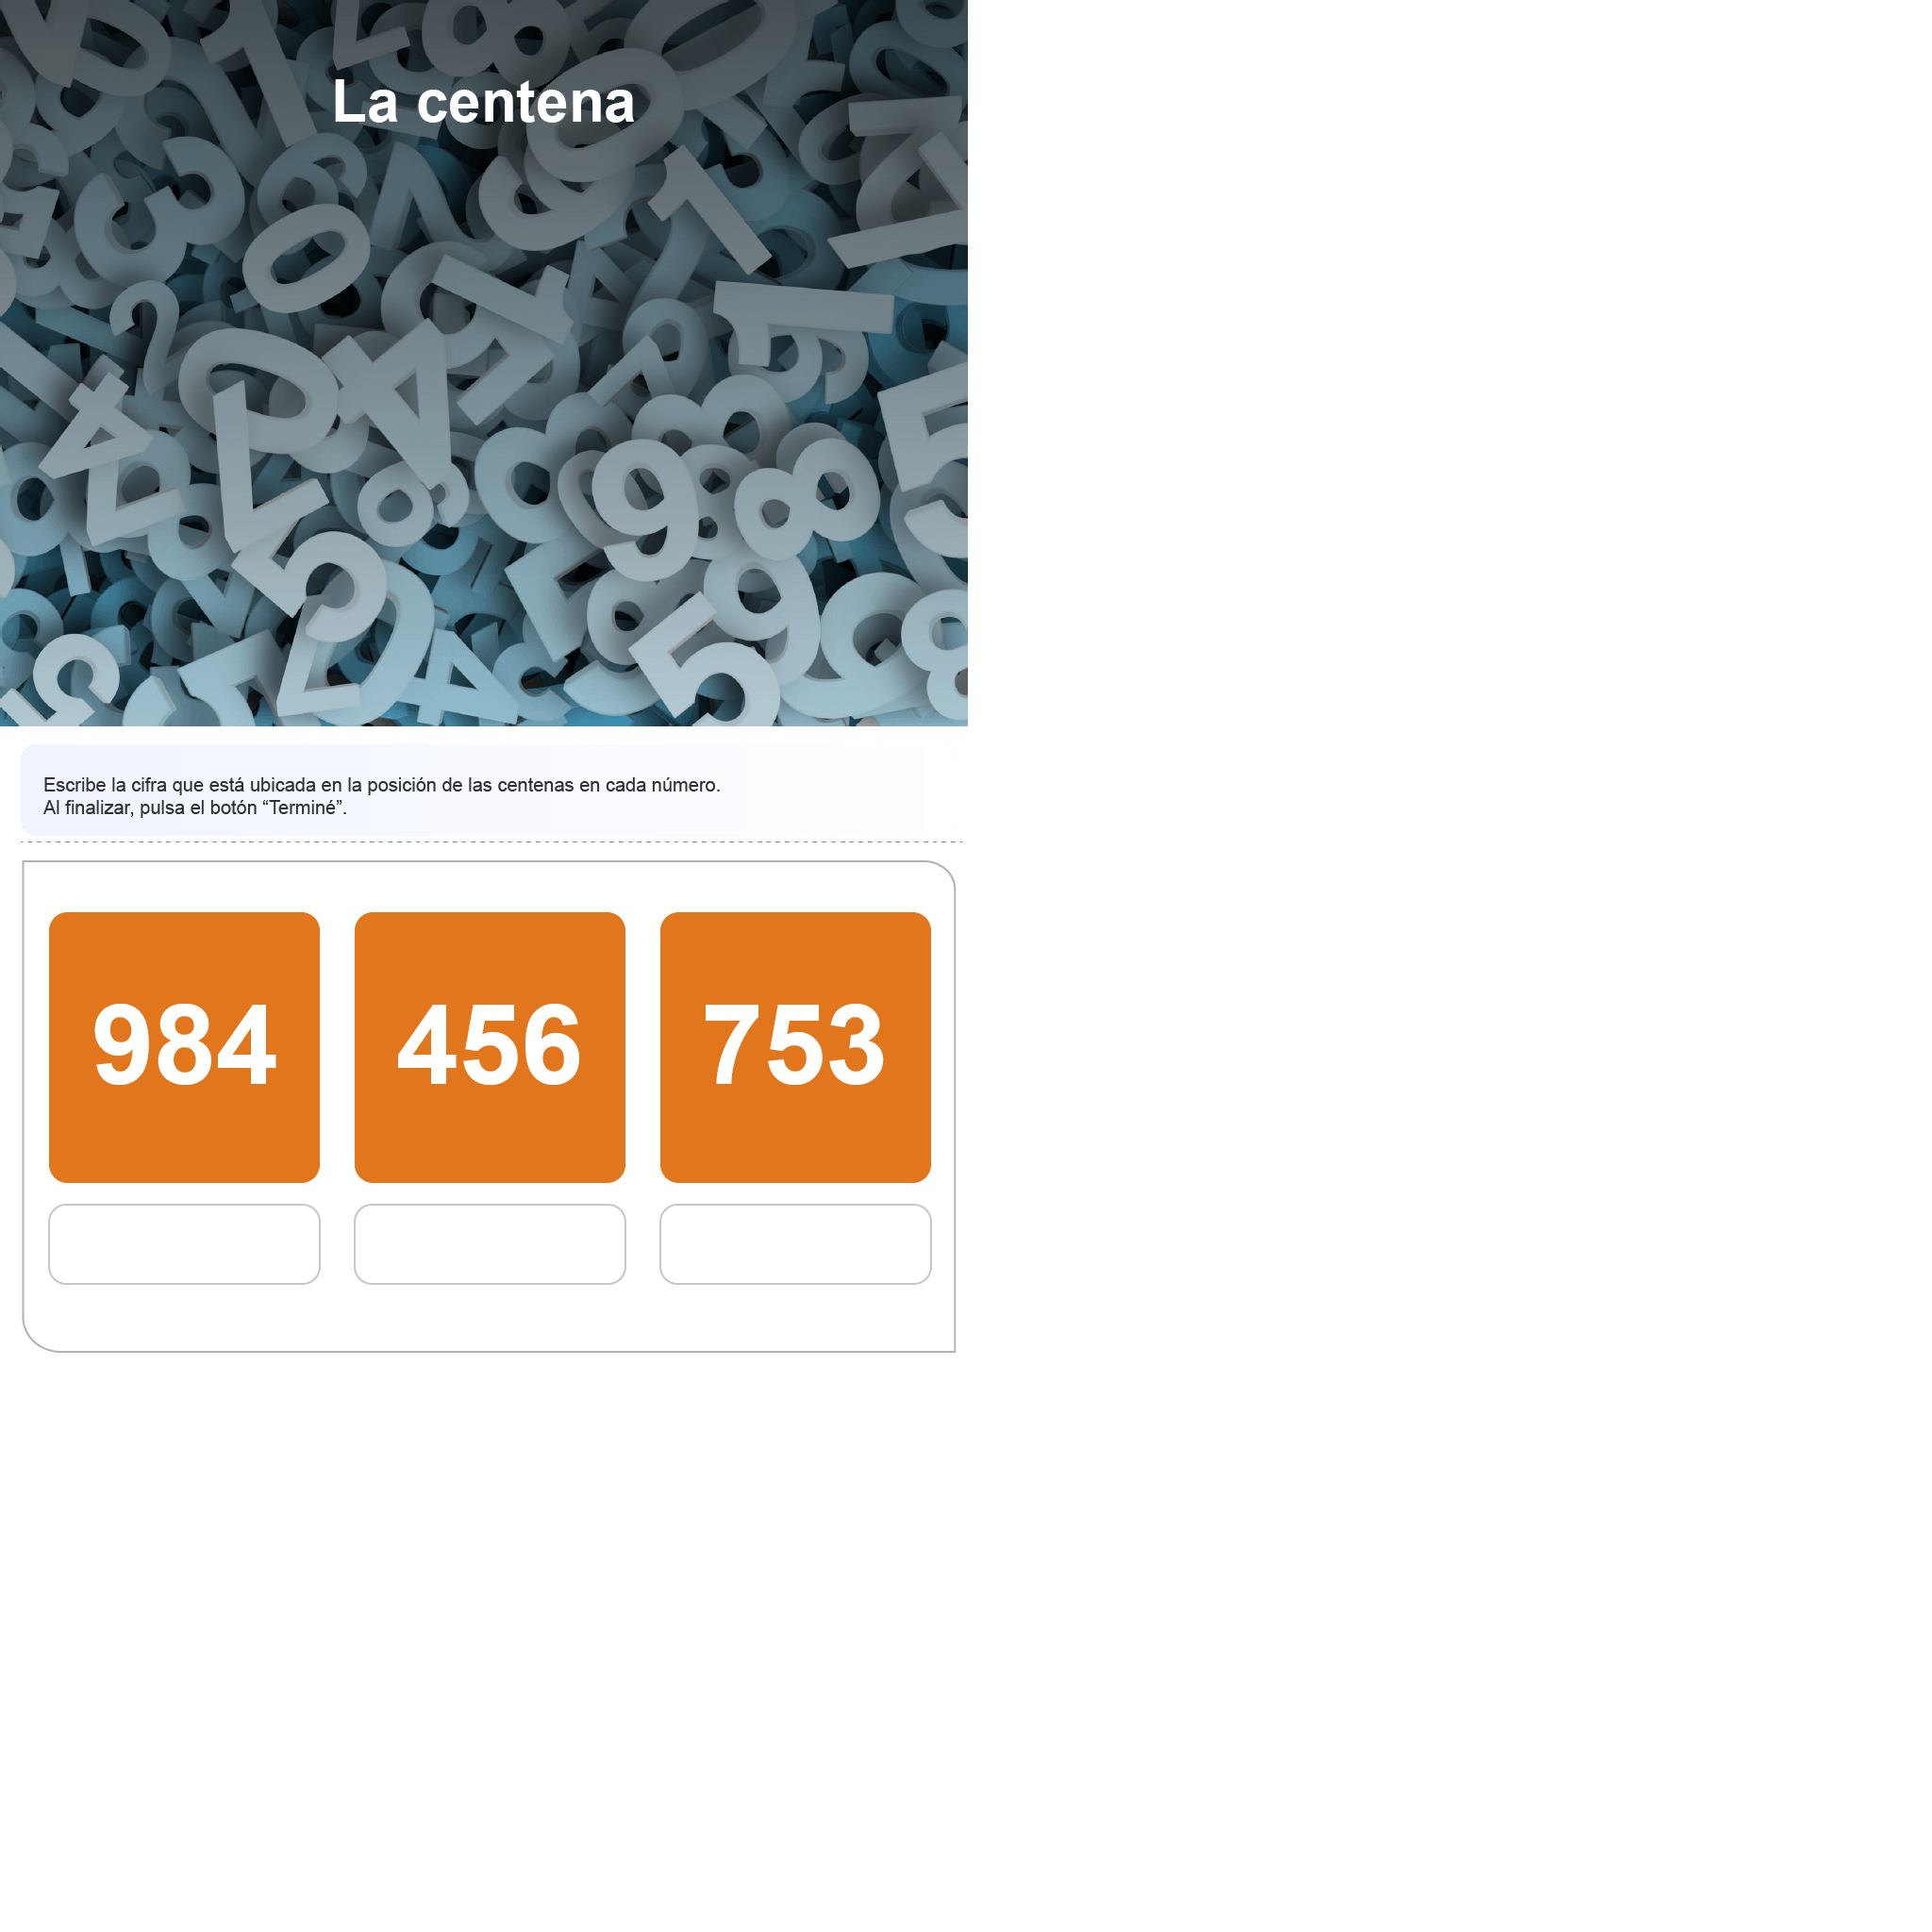 La centena
Escribe la cifra que está ubicada en la posición de las centenas en cada número.
Al finalizar, pulsa el botón “Terminé”.
984 456 753